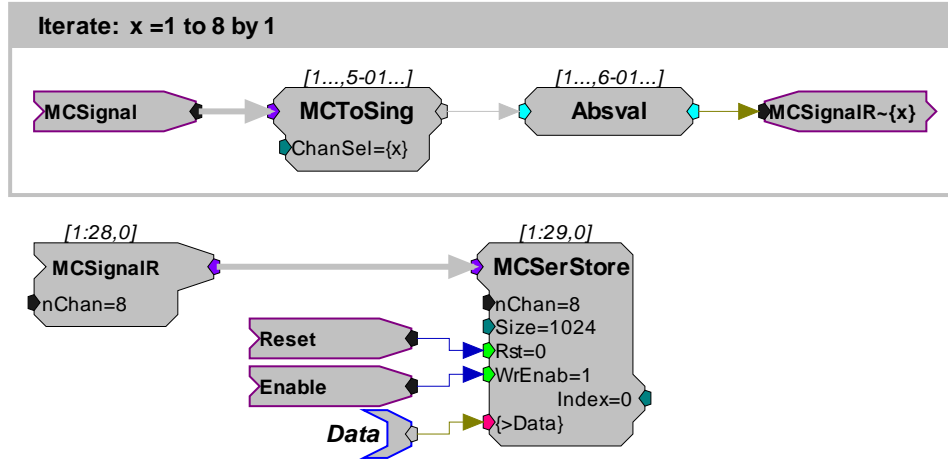 Iterate: x =1 to 8 by 1
[1...,5-01...]
[1...,6-01...]
MCSignal
MCToSing
Absval
MCSignalR~{x}
ChanSel={x}
[1:28,0]
[1:29,0]
MCSignalR
MCSerStore
nChan=8
nChan=8
Size=1024
Reset
Rst=0
Enable
WrEnab=1
Index=0
Data
{>Data}